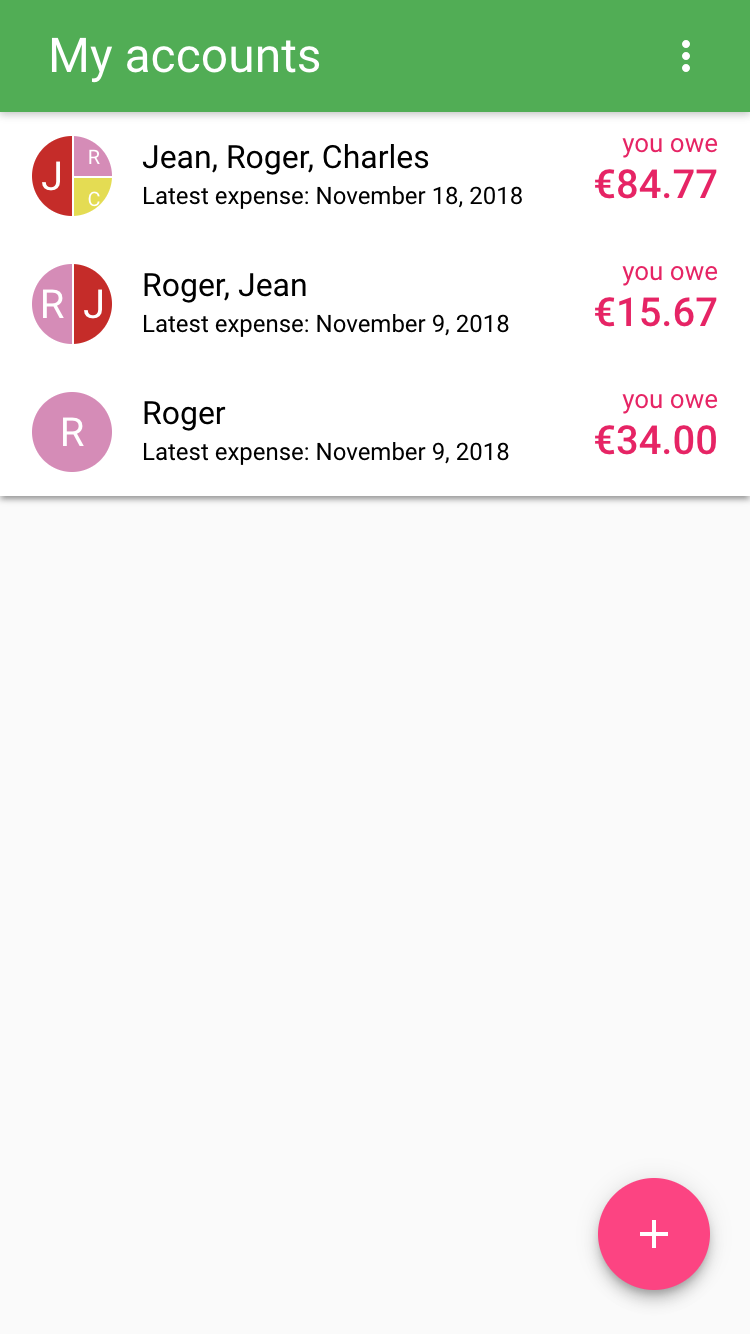 My accounts
J R C
Jean, Roger, Charles
Latest expense: November 18, 2018
you owe
€84.77
R J
Roger, Jean
Latest expense: November 9, 2018
you owe
€15.67
R
Roger
Latest expense: November 9, 2018
you owe
€34.00
+